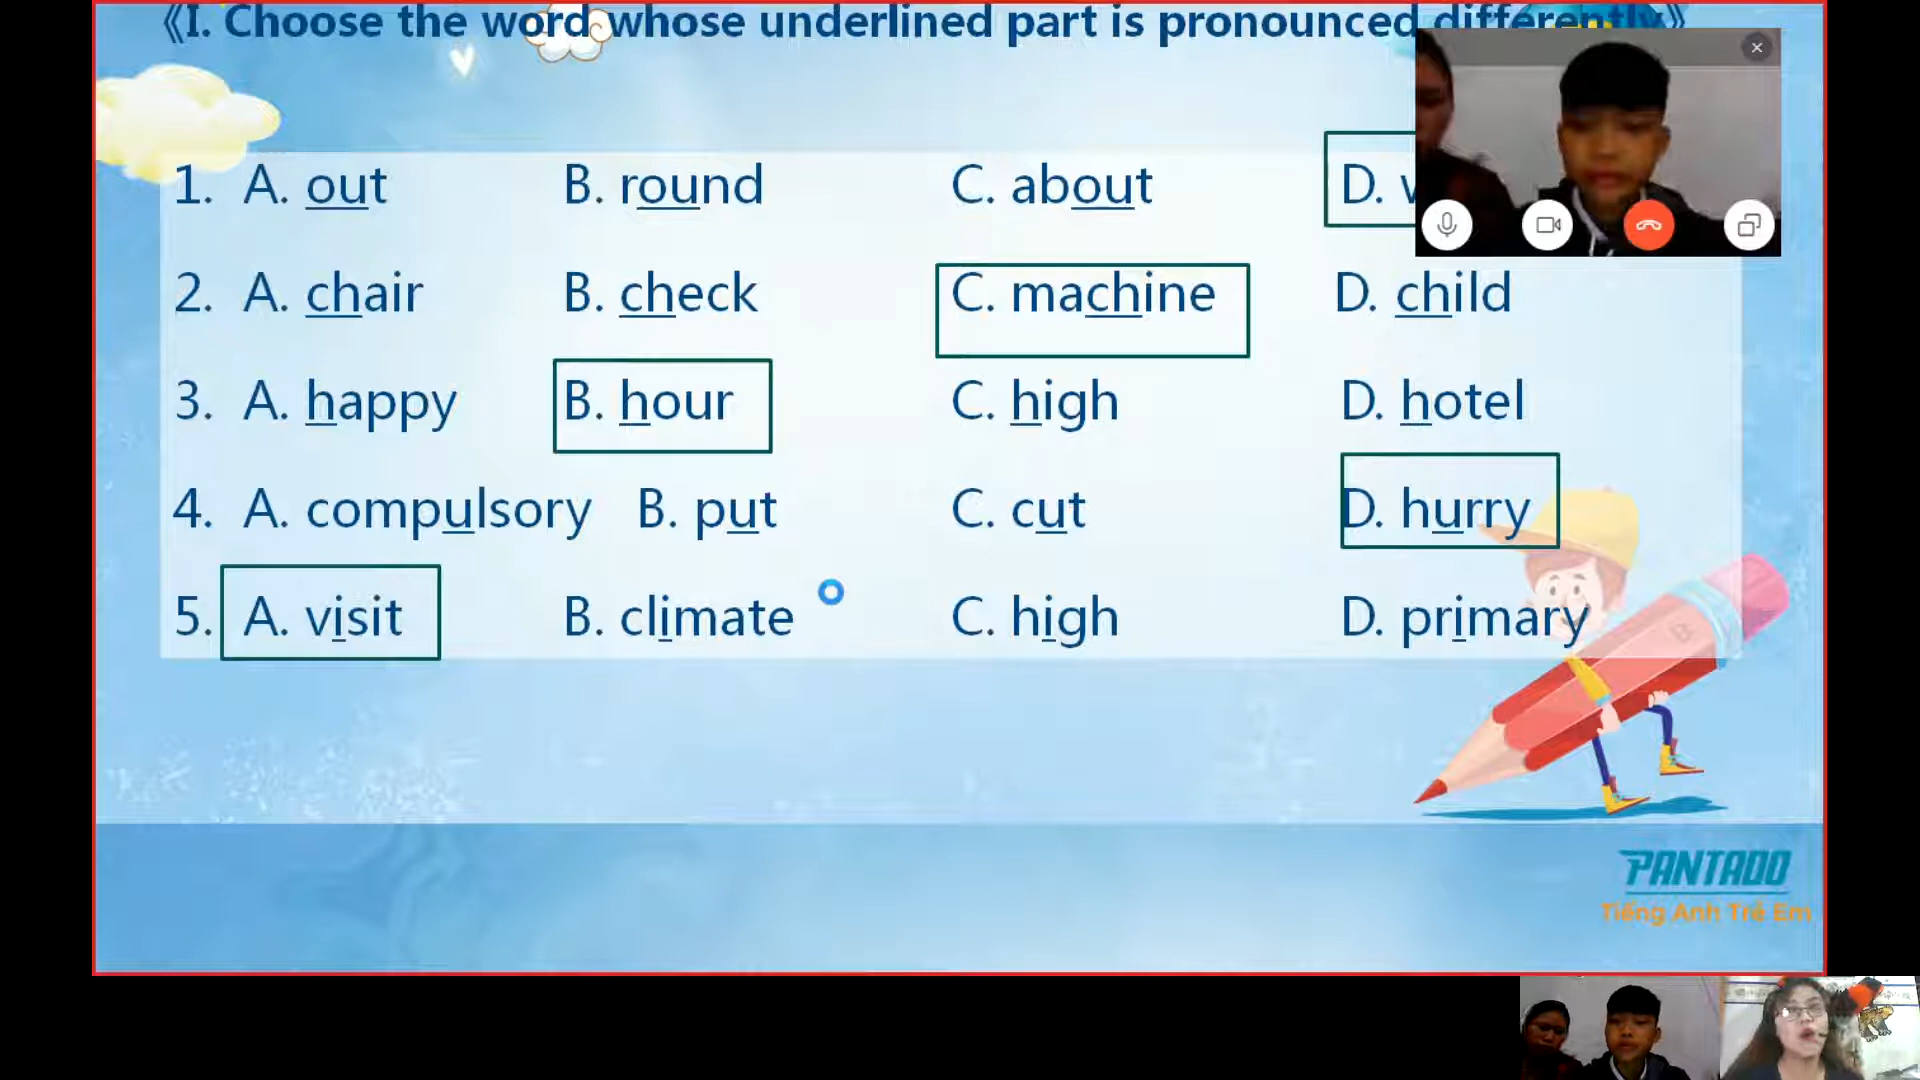 《I. Choose the word whose underlined part is pronounced differently》
1. A. out B. round C. about D.
2. A. chair B. check C. machine D. child
3. A. happy B. hour C. high D. hotel
4. A. compulsory B. put C. cut D. hurry
5. A. visit B. climate C. high D. primary
PANTADO
Tiếng Anh Trẻ Em